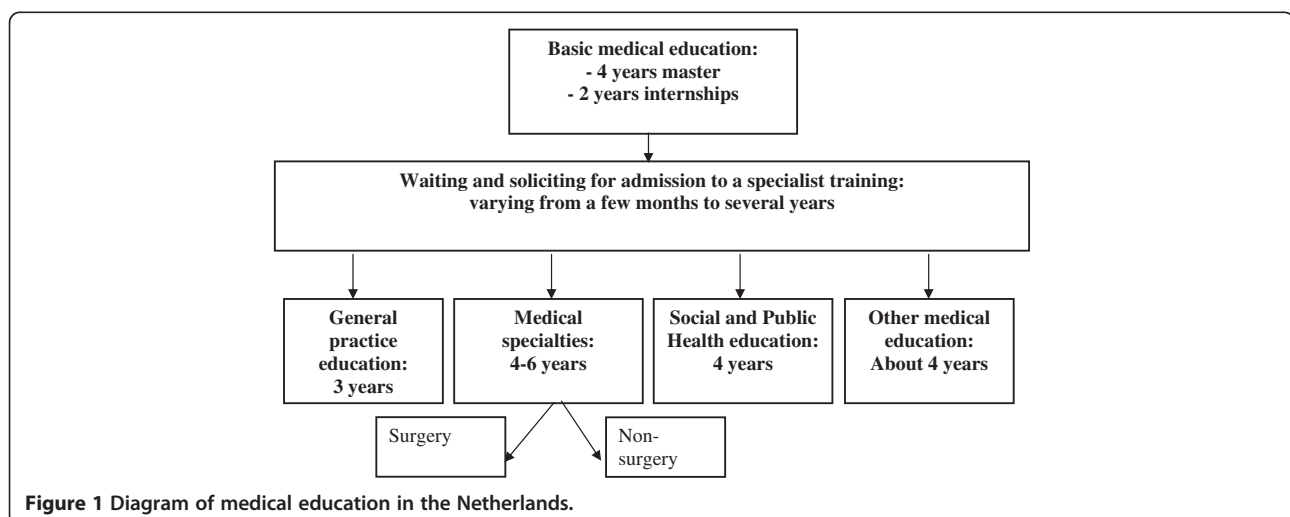 Basic medical education:
- 4 years master
- 2 years internships
Waiting and soliciting for admission to a specialist training:
varying from a few months to several years
General
practice
education:
3 years
Medical
specialties:
4-6 years
Social and Public
Health education:
4 years
Other medical
education:
About 4 years
Surgery
Non-
surgery
Figure 1 Diagram of medical education in the Netherlands.